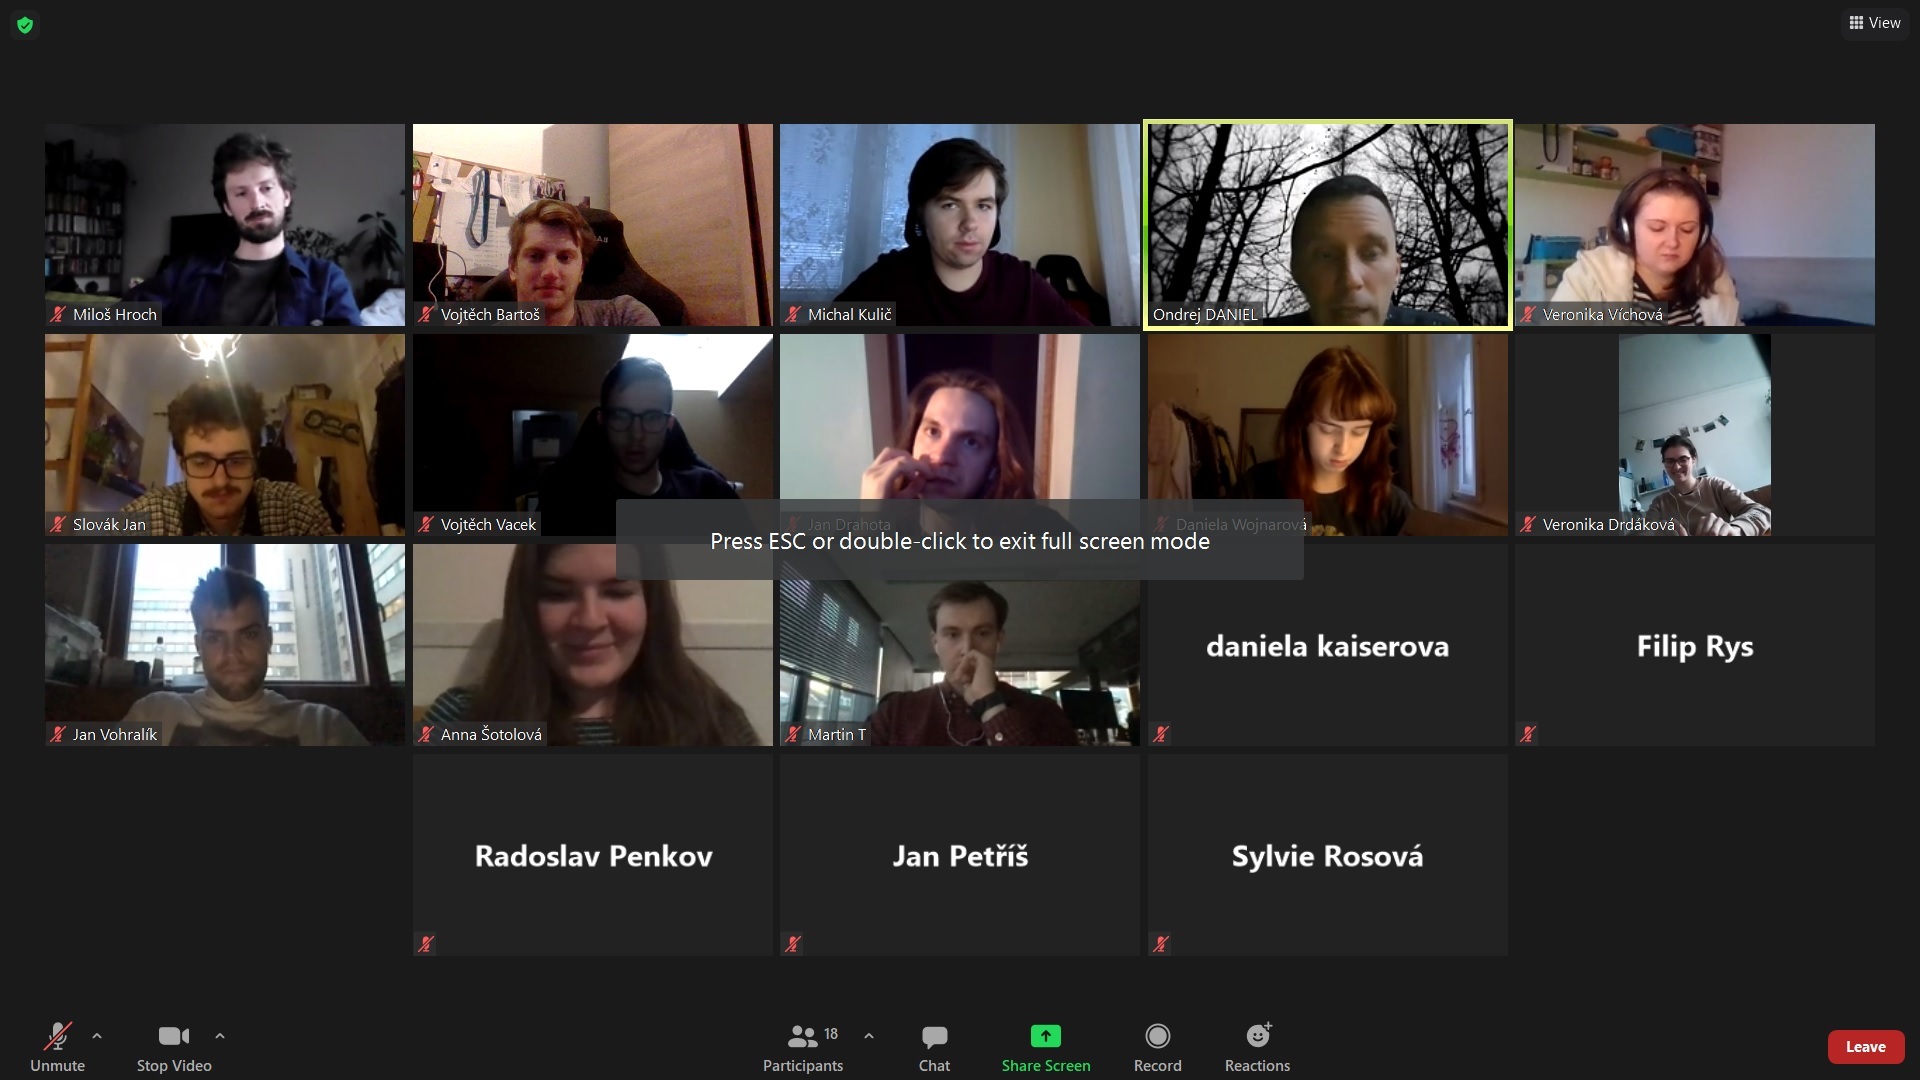 View
Miloš Hroch
Vojtěch Bartoš
Michal Kulič
Ondrej DANIEL
Veronika Víchová
Slovák Jan
Vojtěch Vacek
Jan Drahota
Daniela Wojnarová
Veronika Drdáková
Press ESC or double-click to exit full screen mode
Jan Vohralík
Anna Šotolová
Martin T
daniela kaiserova
Filip Rys
Radoslav Penkov
Jan Petříš
Sylvie Rosová
Unmute
Stop Video
18
Participants
Chat
Share Screen
Record
Reactions
Leave